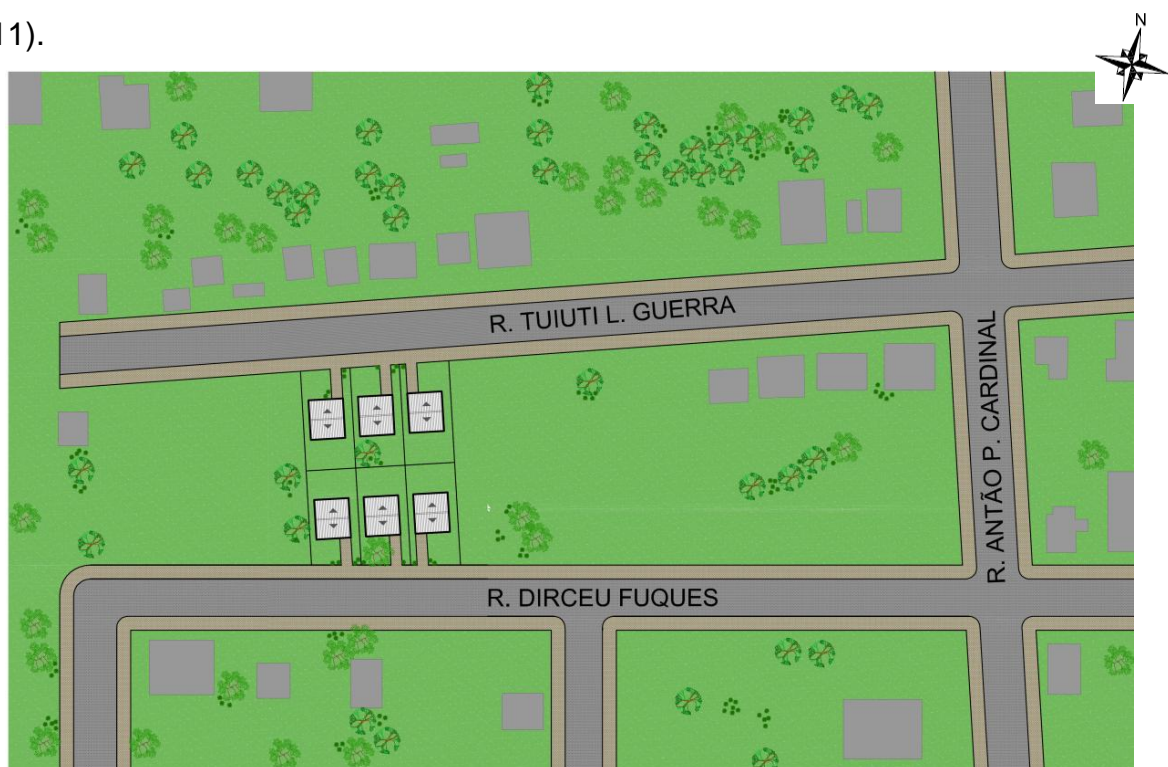 11).
N
R. TUIUTI L. GUERRA
R. ANTÃO P. CARDINAL
R. DIRCEU FUQUES